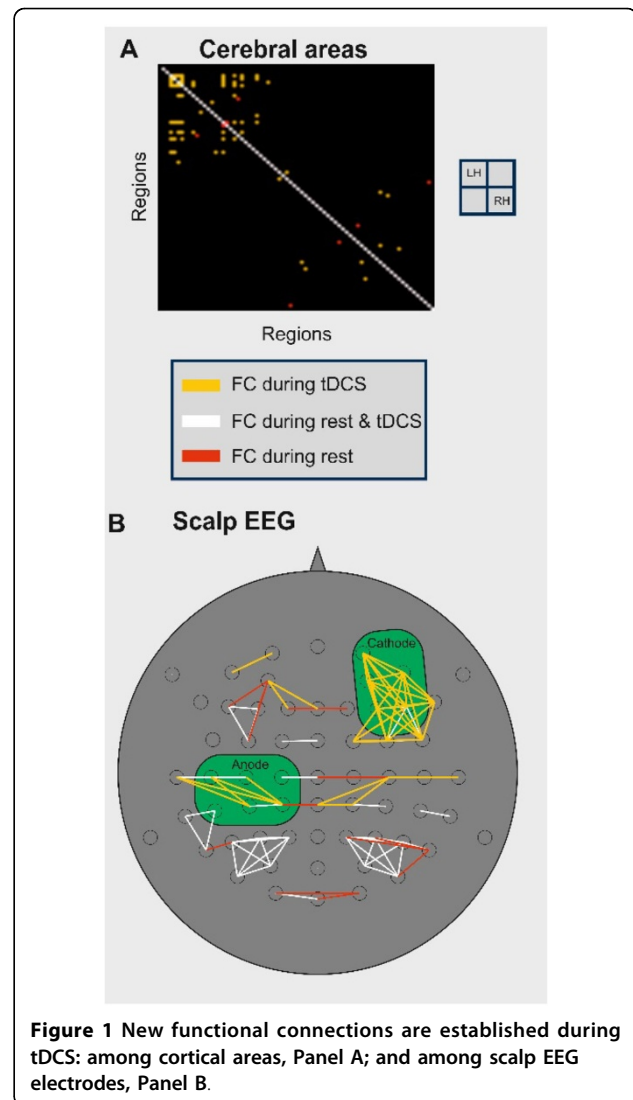 A Cerebral areas
Regions
LH
RH
Regions
FC during tDCS
FC during rest & tDCS
FC during rest
B Scalp EEG
Cathode
Anode
Figure 1 New functional connections are established during
tDCS: among cortical areas, Panel A; and among scalp EEG
electrodes, Panel B.